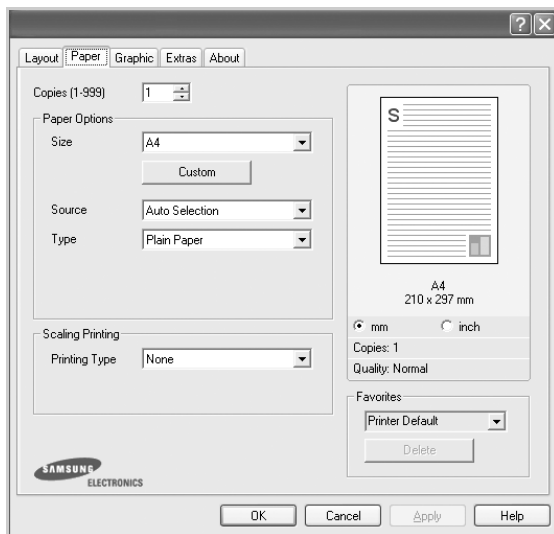 Layout Paper Graphic Extras About
Copies (1-999) 1
Paper Options
Size A4
Custom
Source Auto Selection
Type Plain Paper
Scaling Printing
Printing Type None
S
A4
210 x 297 mm
mm inch
Copies: 1
Quality: Normal
Favorites
Printer Default
Delete
SAMSUNG
ELECTRONICS
OK Cancel Apply Help